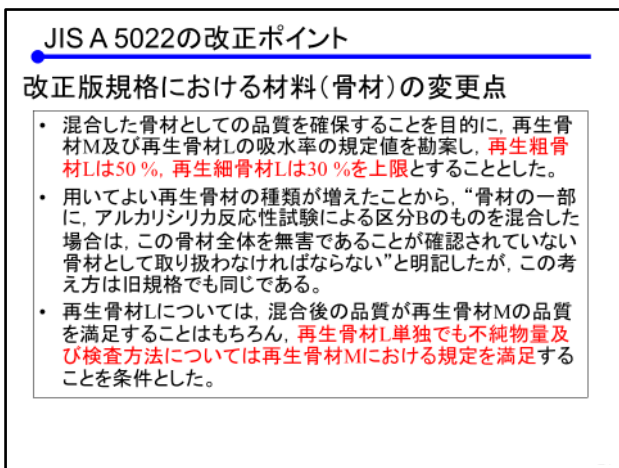 JIS A 5022の改正ポイント
改正版規格における材料（骨材）の変更点
• 混合した骨材としての品質を確保することを目的に, 再生骨
材M及び再生骨材Lの吸水率の規定値を勘案し, 再生粗骨
材Lは50 %, 再生細骨材Lは30 %を上限とすることとした。
• 用いてよい再生骨材の種類が増えたことから, “骨材の一部
に, アルカリシリカ反応性試験による区分Bのものを混合した
場合は, この骨材全体を無害であることが確認されていない
骨材として取り扱わなければならない”と明記したが, この考
え方は旧規格でも同じである。
• 再生骨材Lについては, 混合後の品質が再生骨材Mの品質
を満足することはもちろん, 再生骨材L単独でも不純物量及
び検査方法については再生骨材Mにおける規定を満足する
ことを条件とした。